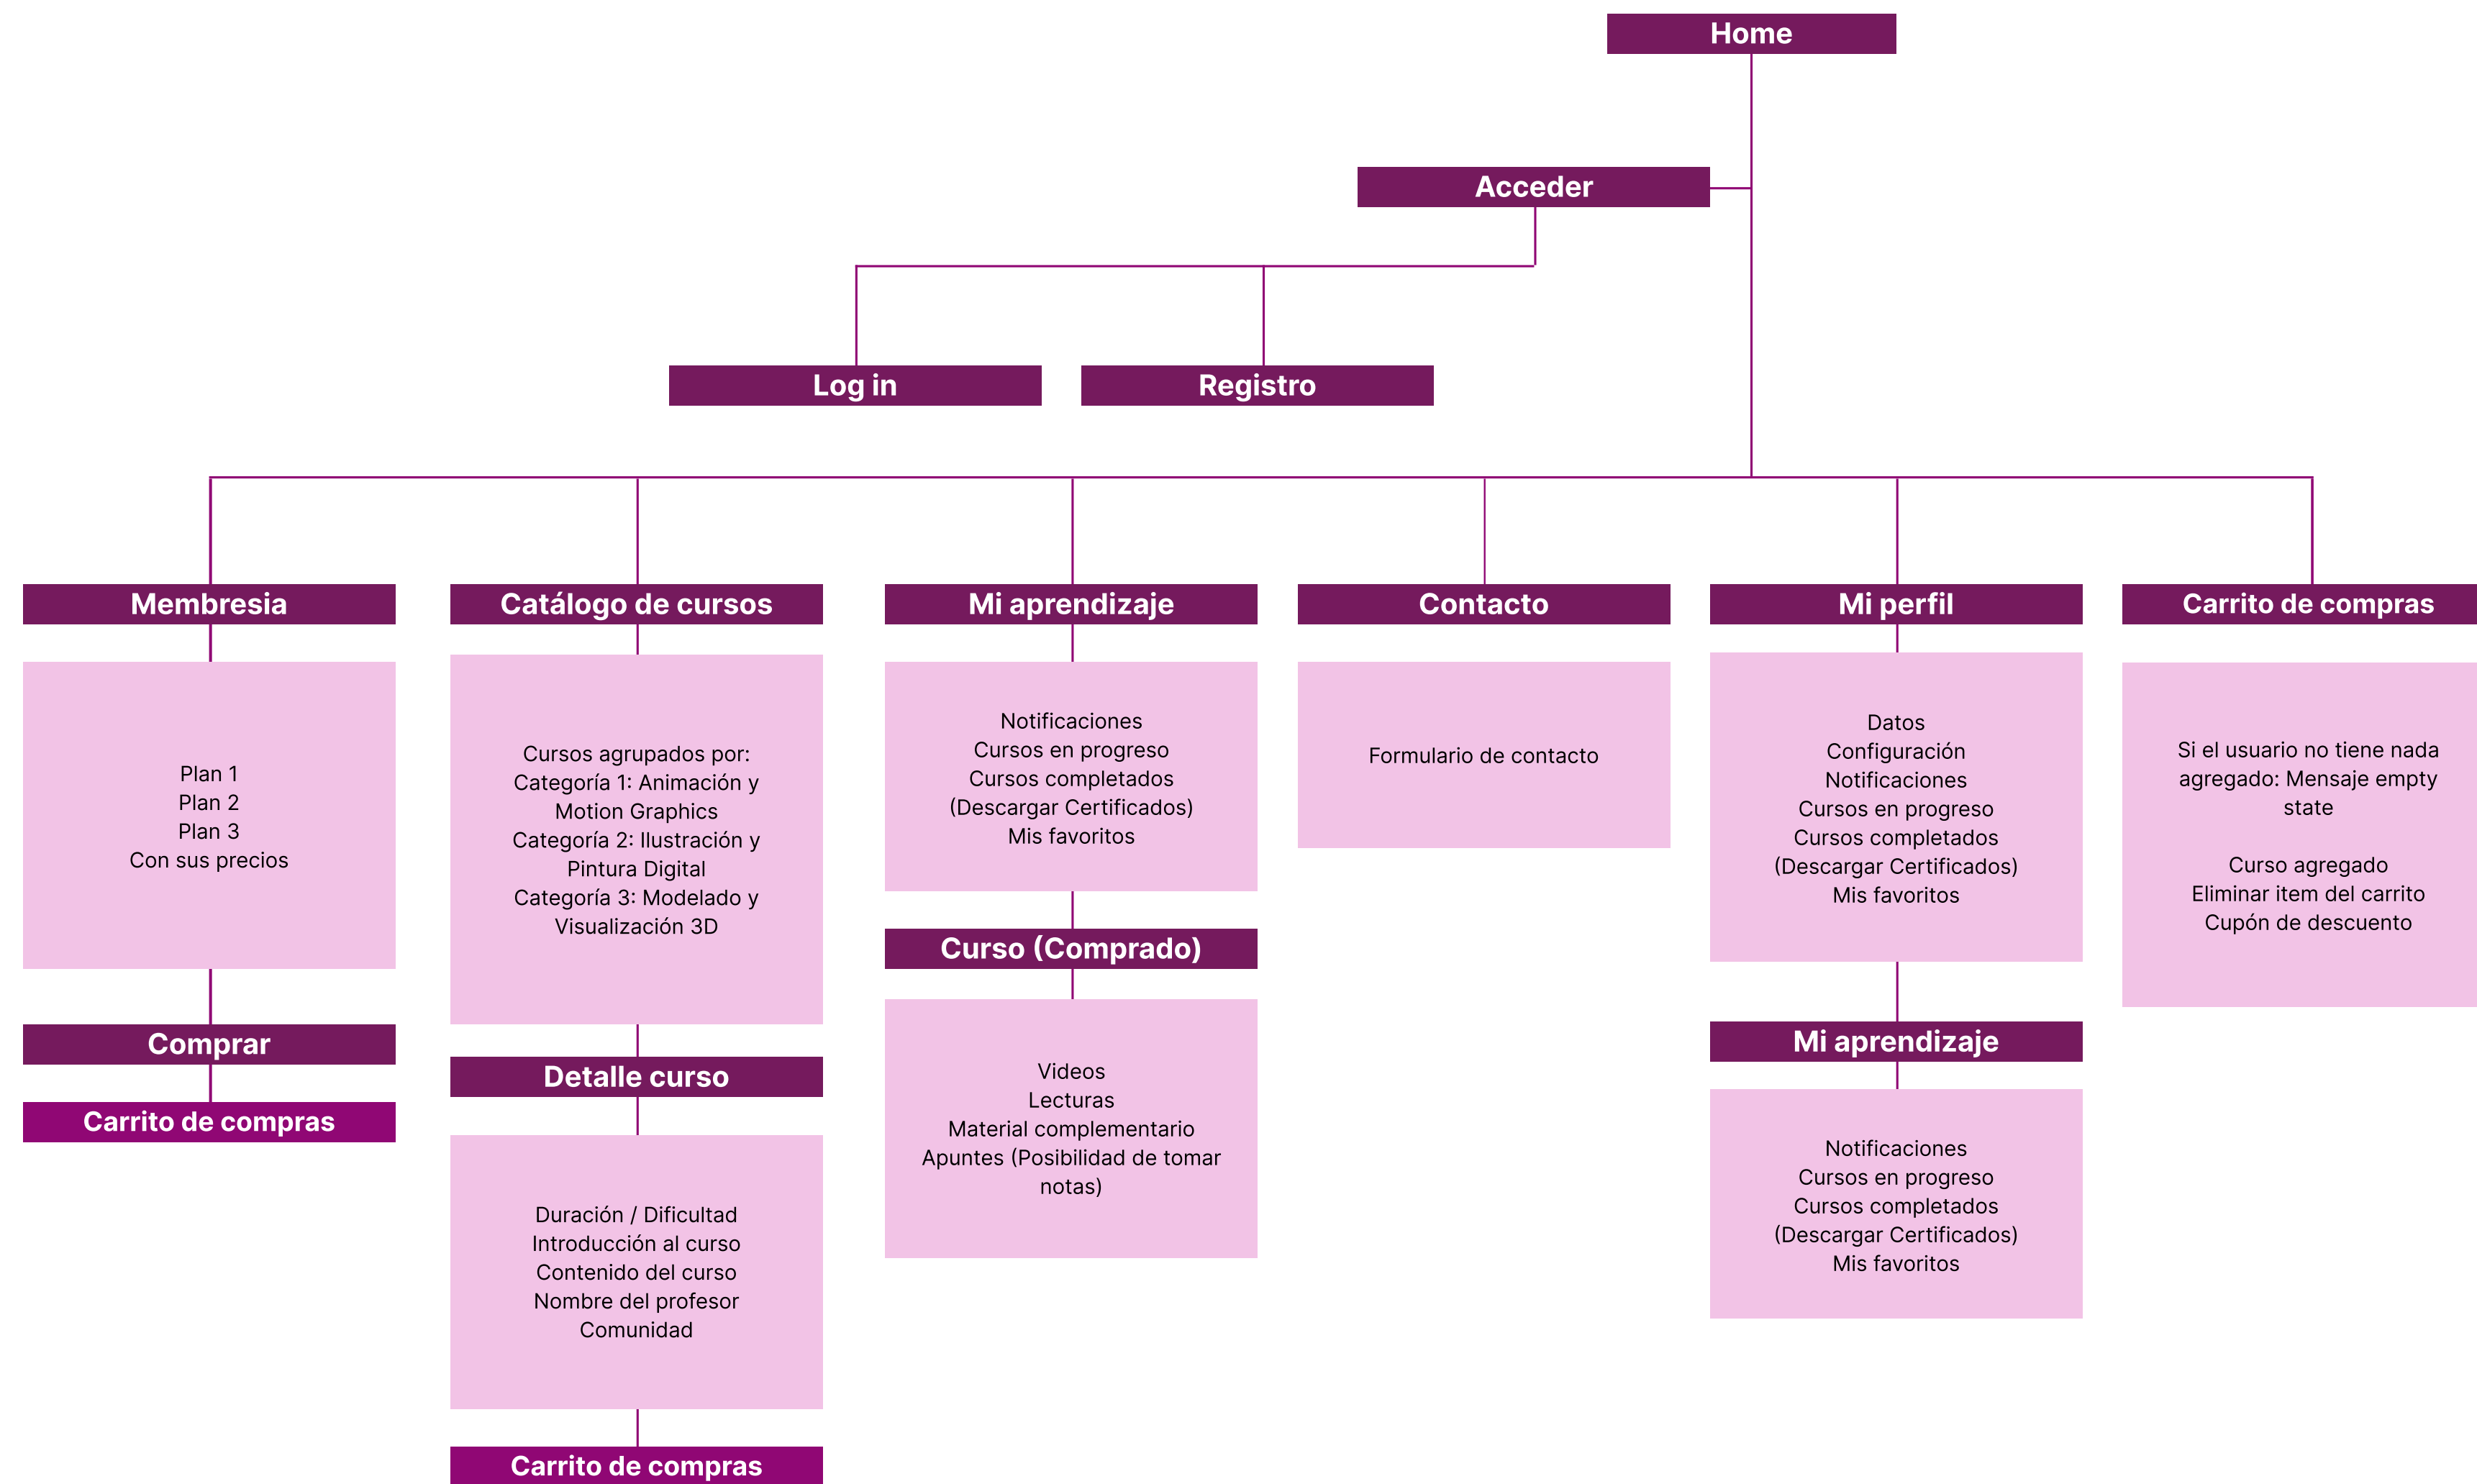 Home
Acceder
Log in
Registro
Membresia
Plan 1
Plan 2
Plan 3
Con sus precios
Comprar
Carrito de compras
Catálogo de cursos
Cursos agrupados por:
Categoría 1: Animación y
Motion Graphics
Categoría 2: Ilustración y
Pintura Digital
Categoría 3: Modelado y
Visualización 3D
Detalle curso
Duración / Dificultad
Introducción al curso
Contenido del curso
Nombre del profesor
Comunidad
Carrito de compras
Mi aprendizaje
Notificaciones
Cursos en progreso
Cursos completados
(Descargar Certificados)
Mis favoritos
Curso (Comprado)
Videos
Lecturas
Material complementario
Apuntes (Posibilidad de tomar
notas)
Contacto
Formulario de contacto
Mi perfil
Datos
Configuración
Notificaciones
Cursos en progreso
Cursos completados
(Descargar Certificados)
Mis favoritos
Mi aprendizaje
Notificaciones
Cursos en progreso
Cursos completados
(Descargar Certificados)
Mis favoritos
Carrito de compras
Si el usuario no tiene nada
agregado: Mensaje empty
state
Curso agregado
Eliminar item del carrito
Cupón de descuento